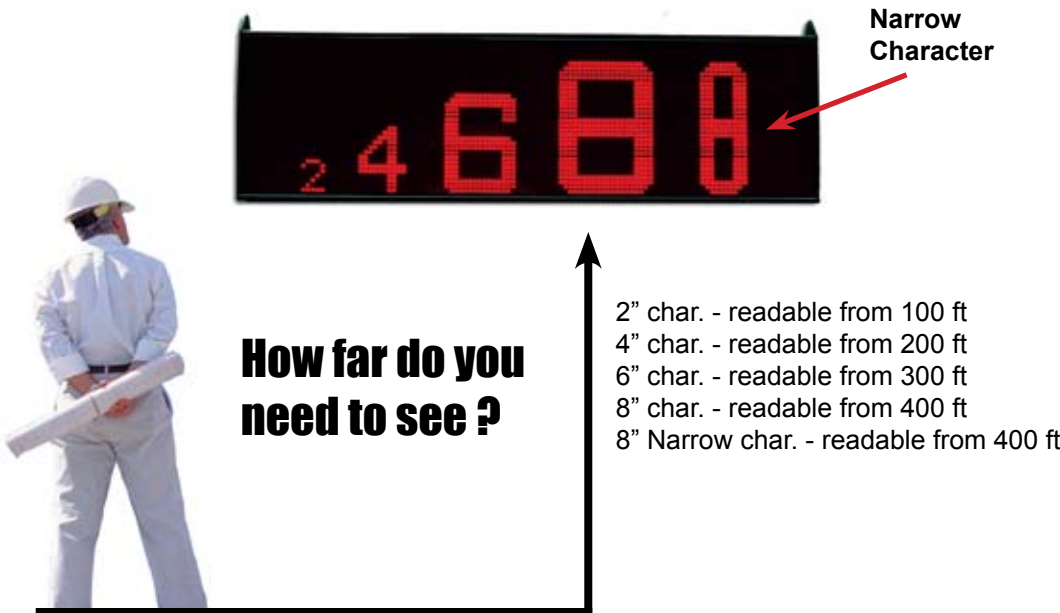 Narrow
Character
2 4 6 8 8
How far do you
need to see ?
2” char. - readable from 100 ft
4” char. - readable from 200 ft
6” char. - readable from 300 ft
8” char. - readable from 400 ft
8” Narrow char. - readable from 400 ft